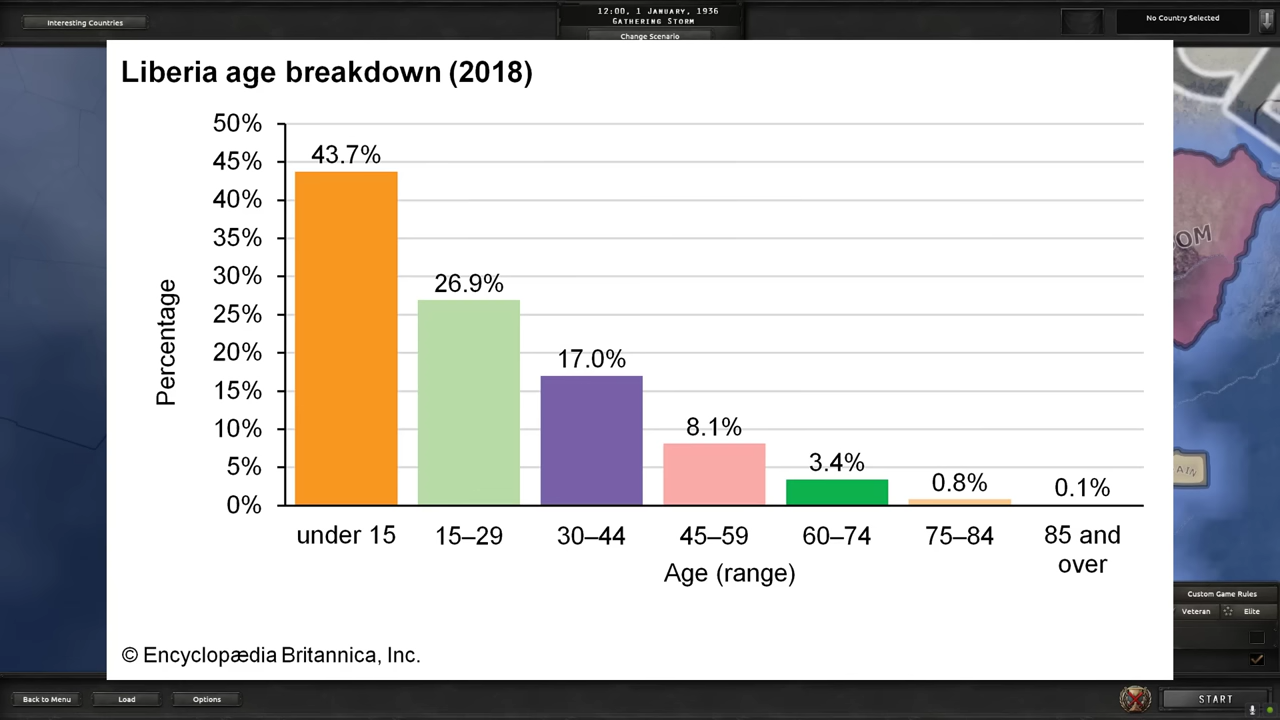 Interesting Countries
12:00, 1 January, 1936
Gathering Storm
Change Scenario
No Country Selected
Liberia age breakdown (2018)
Percentage
50%
45%
40%
35%
30%
25%
20%
15%
10%
5%
0%
43.7%
26.9%
17.0%
8.1%
3.4%
0.8%
0.1%
under 15
15–29
30–44
45–59
60–74
75–84
85 and
over
Age (range)
© Encyclopædia Britannica, Inc.
DOM
AIN
Custom Game Rules
Veteran
Elite
Back to Menu
Load
Options
START